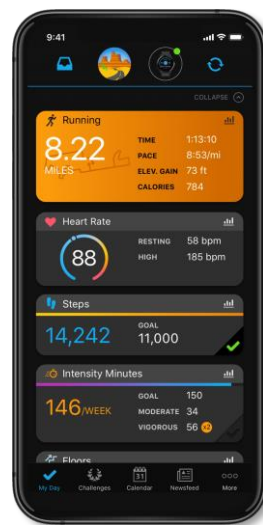 9:41
COLLAPSE
Running
8.22
MILES
TIME 1:13:10
PACE 8:53/mi
ELEV. GAIN 73 ft
CALORIES 784
Heart Rate
88
RESTING 58 bpm
HIGH 185 bpm
Steps
14,242
GOAL
11,000
Intensity Minutes
146/WEEK
GOAL 150
MODERATE 34
VIGOROUS 56 x2
Floors
31
My Day Challenges Calendar Newsfeed More